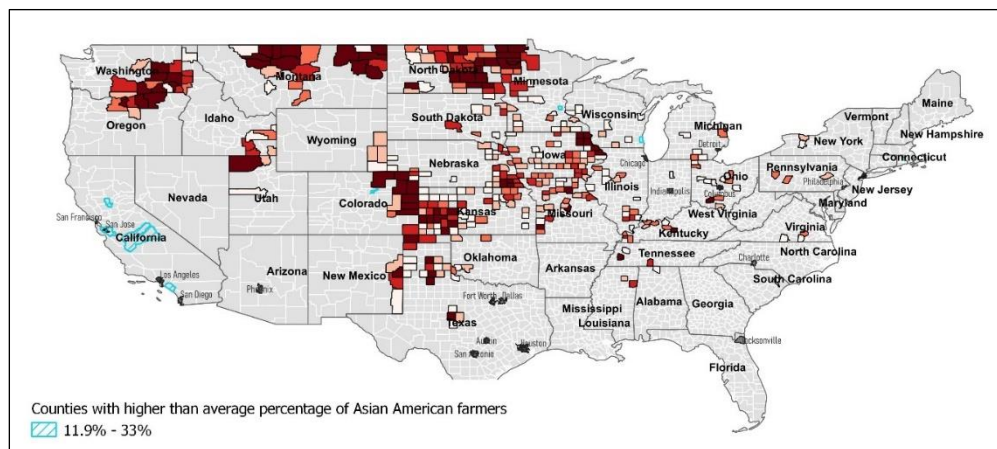 Washington
Montana
North Dakota
Minnesota
Maine
Oregon
Idaho
South Dakota
Wisconsin
Michigan
Vermont
New Hampshire
New York
Wyoming
Detroit
Connecticut
Iowa
Chicago
Nebraska
Pennsylvania
Philadelphia
Ohio
New Jersey
Nevada
Utah
Colorado
Illinois
Indianapolis
Columbus
Maryland
San Francisco
San Jose
California
Kansas
Missouri
West Virginia
Kentucky
Virginia
Tennessee
North Carolina
Charlotte
Los Angeles
Arizona
New Mexico
Oklahoma
Arkansas
South Carolina
San Diego
Phoenix
Fort Worth
Dallas
Mississippi
Alabama
Georgia
Texas
Louisiana
Austin
Houston
San Antonio
Jacksonville
Florida
Counties with higher than average percentage of Asian American farmers
11.9% - 33%